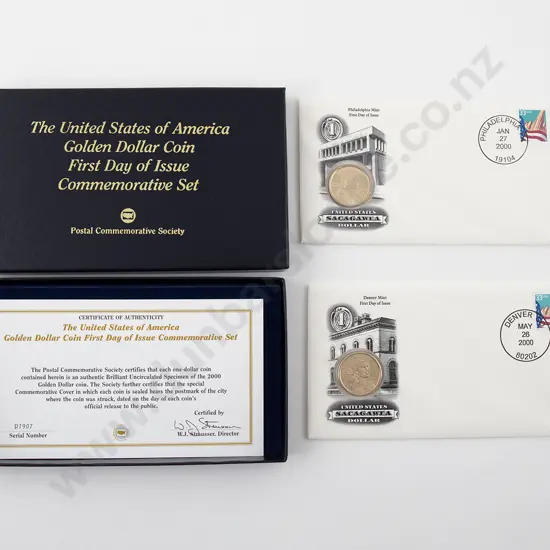 The United States of America
Golden Dollar Coin
First Day of Issue
Commemorative Set
Postal Commemorative Society
CERTIFICATE OF AUTHENTICITY
The United States of America
Golden Dollar Coin First Day of Issue Commemorative Set
The Postal Commemorative Society certifies that each one-dollar coin
contained herein is an authentic Brilliant Uncirculated Specimen of the 2000
Golden Dollar coin. The Society further certifies that the special
Commemorative Cover in which each coin is sealed bears the postmark of the city
where the coin was struck, dated on the day of each coin's
official release to the public.
Certified by
D1907
Serial Number
W.J. Strausser, Director
Philadelphia Mint
First Day of Issue
1
UNITED STATES
SACAGAWEA
DOLLAR
PHILADELPHIA
JAN
27
2000
19104
Denver Mint
First Day of Issue
1
UNITED STATES
SACAGAWEA
DOLLAR
DENVER
MAY
26
2000
80202